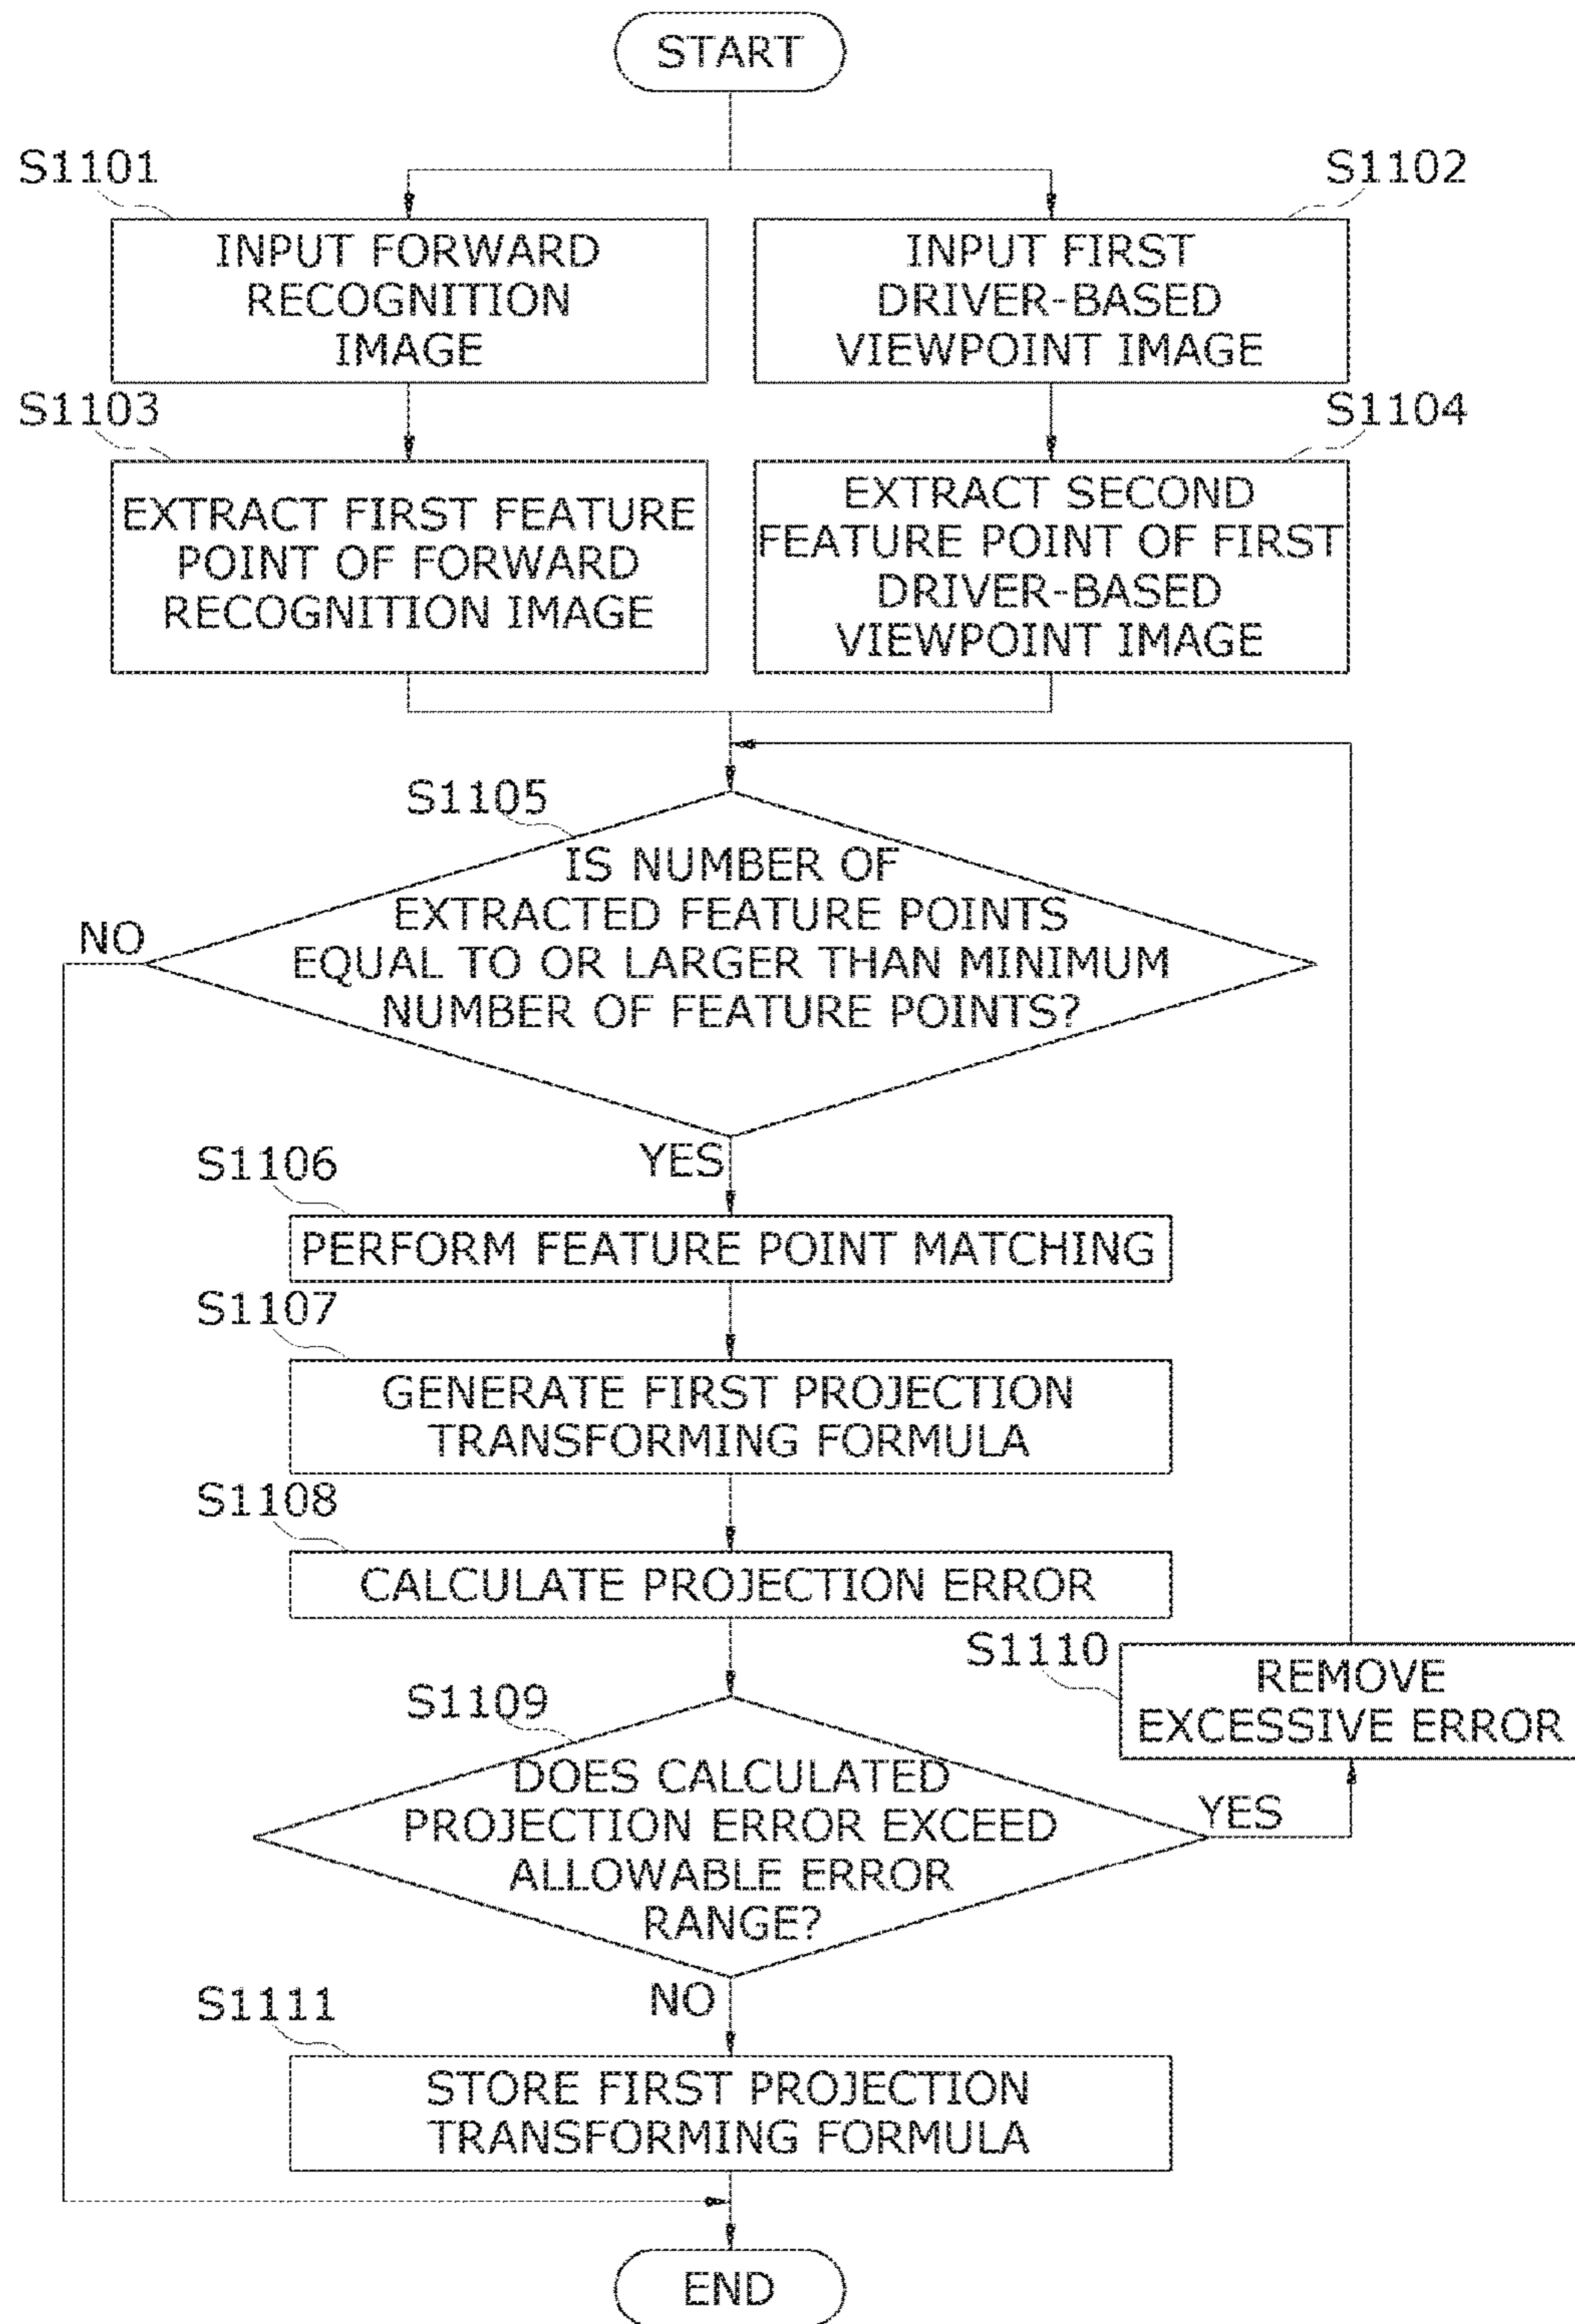 START
S1101
S1102
INPUT FORWARD
RECOGNITION
IMAGE
INPUT FIRST
DRIVER-BASED
VIEWPOINT IMAGE
S1103
S1104
EXTRACT FIRST FEATURE
POINT OF FORWARD
RECOGNITION IMAGE
EXTRACT SECOND
FEATURE POINT OF FIRST
DRIVER-BASED
VIEWPOINT IMAGE
S1105
IS NUMBER OF
EXTRACTED FEATURE POINTS
EQUAL TO OR LARGER THAN MINIMUM
NUMBER OF FEATURE POINTS?
NO
YES
S1106
PERFORM FEATURE POINT MATCHING
S1107
GENERATE FIRST PROJECTION
TRANSFORMING FORMULA
S1108
CALCULATE PROJECTION ERROR
S1109
DOES CALCULATED
PROJECTION ERROR EXCEED
ALLOWABLE ERROR
RANGE?
YES
S1110
REMOVE
EXCESSIVE ERROR
NO
S1111
STORE FIRST PROJECTION
TRANSFORMING FORMULA
END